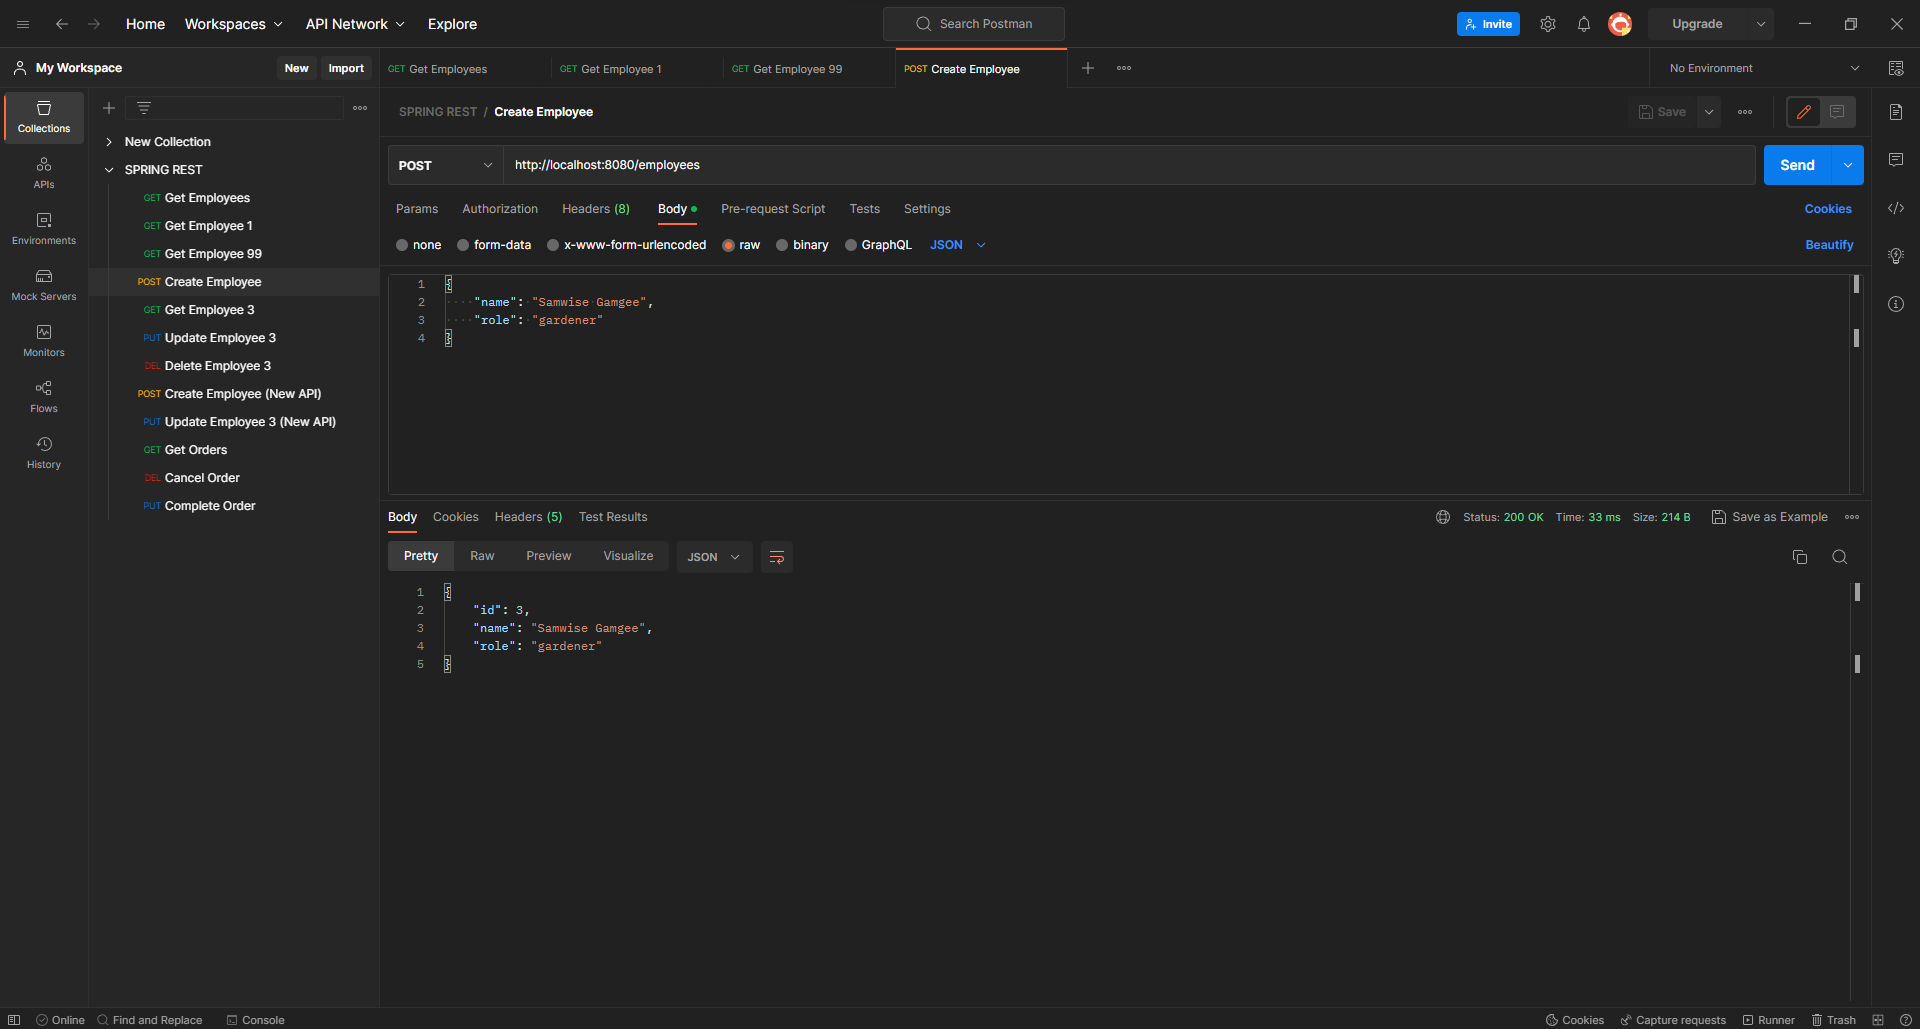 Home Workspaces API Network Explore Search Postman Invite Upgrade
My Workspace New Import GET Get Employees GET Get Employee 1 GET Get Employee 99 POST Create Employee No Environment
Collections
APIs
Environments
Mock Servers
Monitors
Flows
History
New Collection
SPRING REST
GET Get Employees
GET Get Employee 1
GET Get Employee 99
POST Create Employee
GET Get Employee 3
PUT Update Employee 3
DEL Delete Employee 3
POST Create Employee (New API)
PUT Update Employee 3 (New API)
GET Get Orders
DEL Cancel Order
PUT Complete Order
SPRING REST / Create Employee Save
POST http://localhost:8080/employees Send
Params Authorization Headers (8) Body Pre-request Script Tests Settings Cookies
none form-data x-www-form-urlencoded raw binary GraphQL JSON Beautify
1 {
2 "name": "Samwise Gamgee",
3 "role": "gardener"
4 }
Body Cookies Headers (5) Test Results Status: 200 OK Time: 33 ms Size: 214 B Save as Example
Pretty Raw Preview Visualize JSON
1 {
2 "id": 3,
3 "name": "Samwise Gamgee",
4 "role": "gardener"
5 }
Online Find and Replace Console Cookies Capture requests Runner Trash